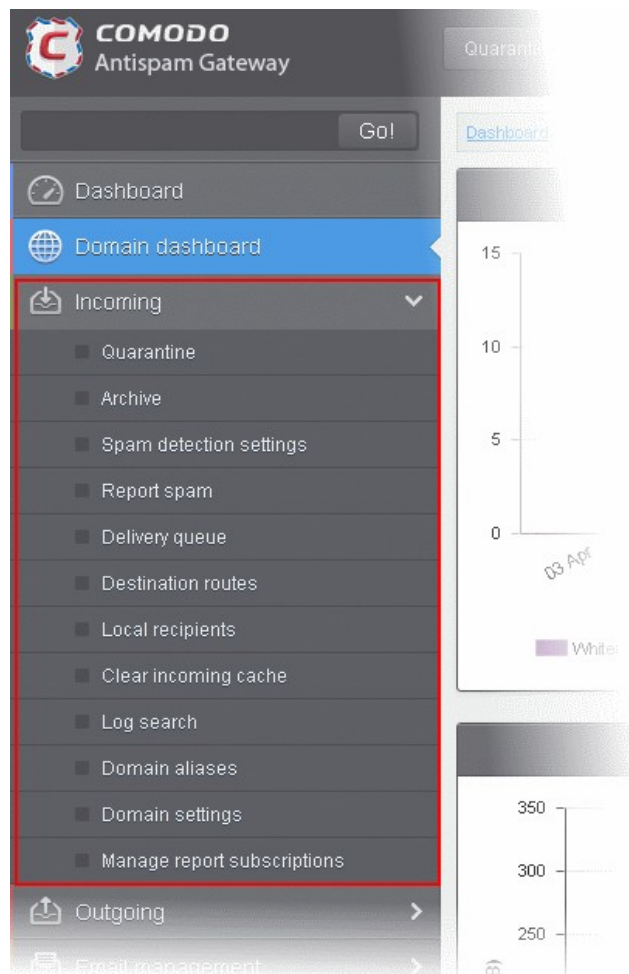 COMODO
Antispam Gateway
Go!
Dashboard
Dashboard
Domain dashboard
Incoming
Quarantine
Archive
Spam detection settings
Report spam
Delivery queue
Destination routes
Local recipients
Clear incoming cache
Log search
Domain aliases
Domain settings
Manage report subscriptions
Outgoing
Email management
15
10
5
0
03 Apr
350
300
250